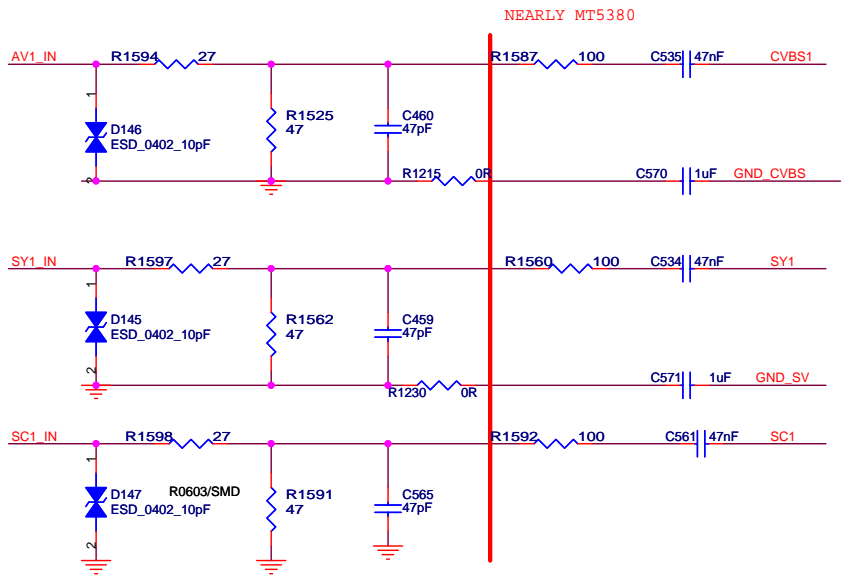 NEARLY MT5380
AV1_IN
R1594
27
R1587
100
C535
47nF
CVBS1
1
D146
ESD_0402_10pF
R1525
47
C460
47pF
2
R1215
0R
C570
1uF
GND_CVBS
SY1_IN
R1597
27
R1560
100
C534
47nF
SY1
1
D145
ESD_0402_10pF
R1562
47
C459
47pF
2
R1230
0R
C571
1uF
GND_SV
SC1_IN
R1598
27
R1592
100
C561
47nF
SC1
1
D147
ESD_0402_10pF
R0603/SMD
R1591
47
C565
47pF
2